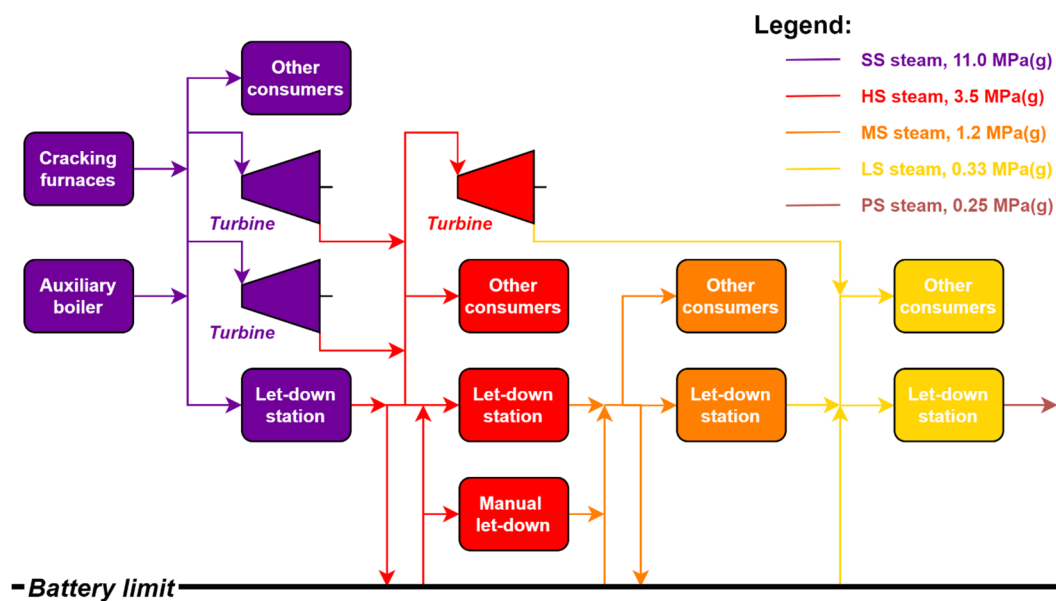 Legend:
SS steam, 11.0 MPa(g)
HS steam, 3.5 MPa(g)
MS steam, 1.2 MPa(g)
LS steam, 0.33 MPa(g)
PS steam, 0.25 MPa(g)
Other
consumers
Cracking
furnaces
Turbine
Turbine
Auxiliary
boiler
Turbine
Other
consumers
Other
consumers
Other
consumers
Let-down
station
Let-down
station
Let-down
station
Let-down
station
Manual
let-down
Battery limit